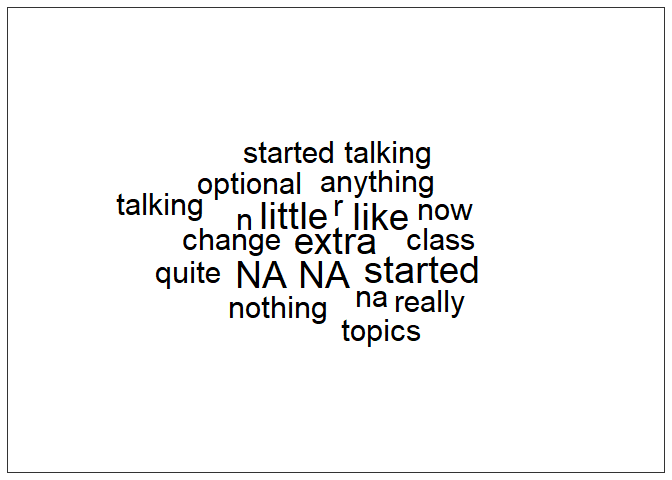 started talking
optional anything
talking n little r like now
change extra class
quite NA NA started
nothing na really
topics